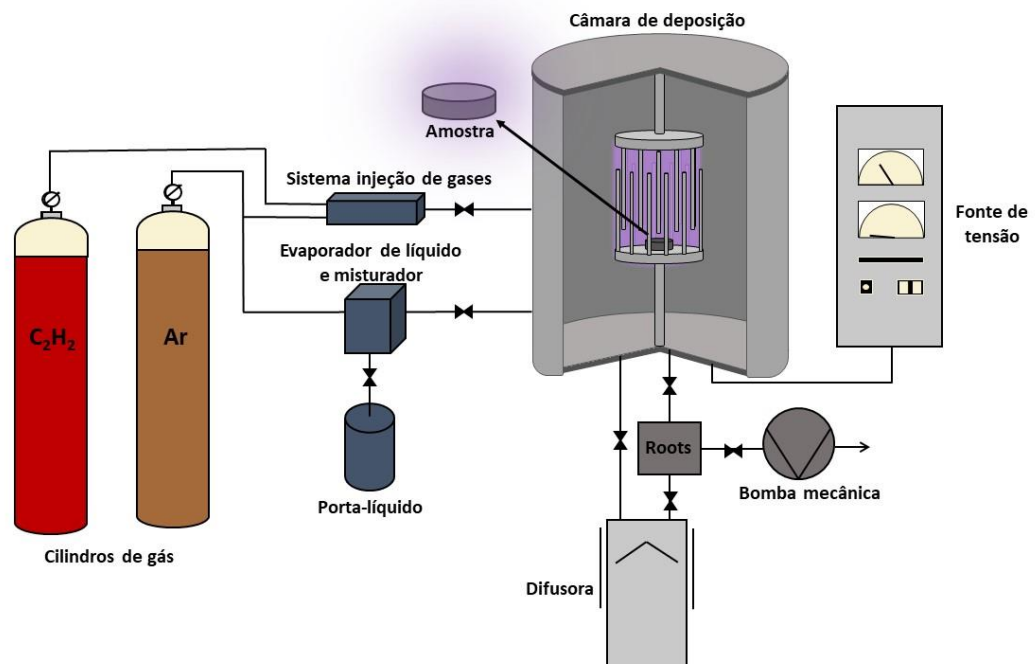 Câmara de deposição
Amostra
Sistema injeção de gases
Evaporador de líquido
e misturador
Fonte de
tensão
C₂H₂
Ar
Roots
Bomba mecânica
Porta-líquido
Cilindros de gás
Difusora